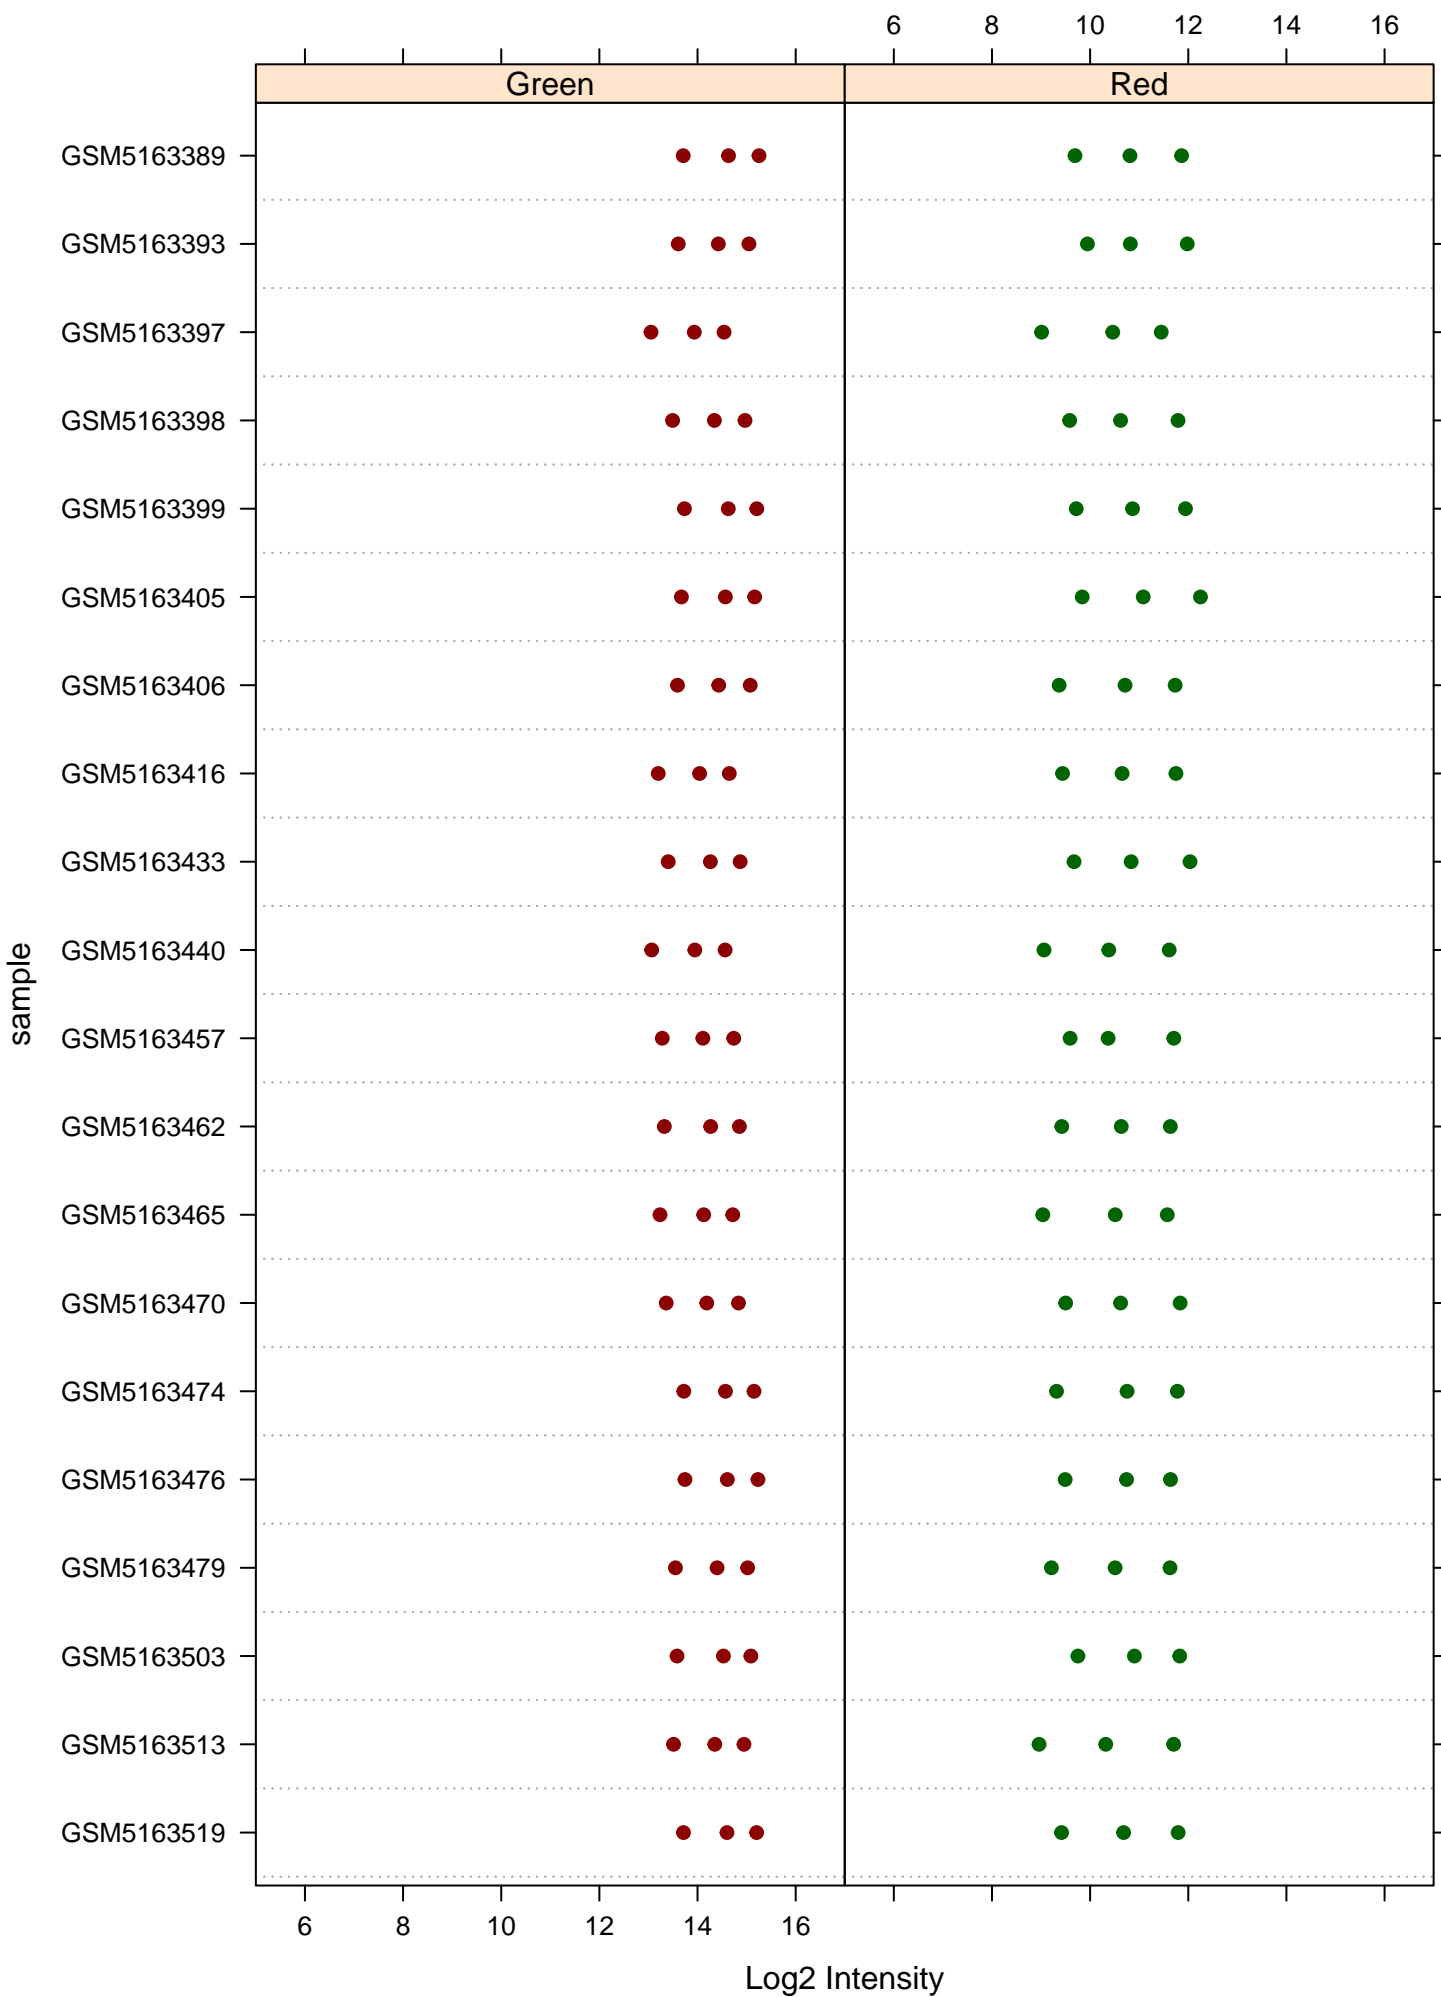 6 8 10 12 14 16
Green Red
GSM5163389
GSM5163393
GSM5163397
GSM5163398
GSM5163399
GSM5163405
GSM5163406
GSM5163416
GSM5163433
GSM5163440
GSM5163457
GSM5163462
GSM5163465
GSM5163470
GSM5163474
GSM5163476
GSM5163479
GSM5163503
GSM5163513
GSM5163519
sample
6 8 10 12 14 16
Log2 Intensity